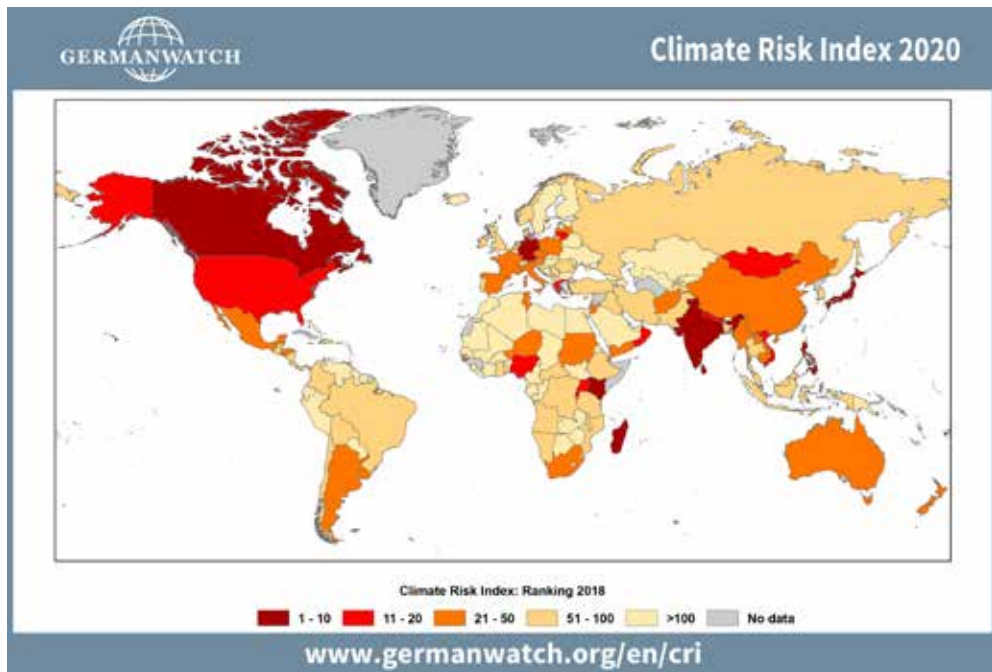 GERMANWATCH
Climate Risk Index 2020
Climate Risk Index: Ranking 2018
1 - 10 11 - 20 21 - 50 51 - 100 >100 No data
www.germanwatch.org/en/cri